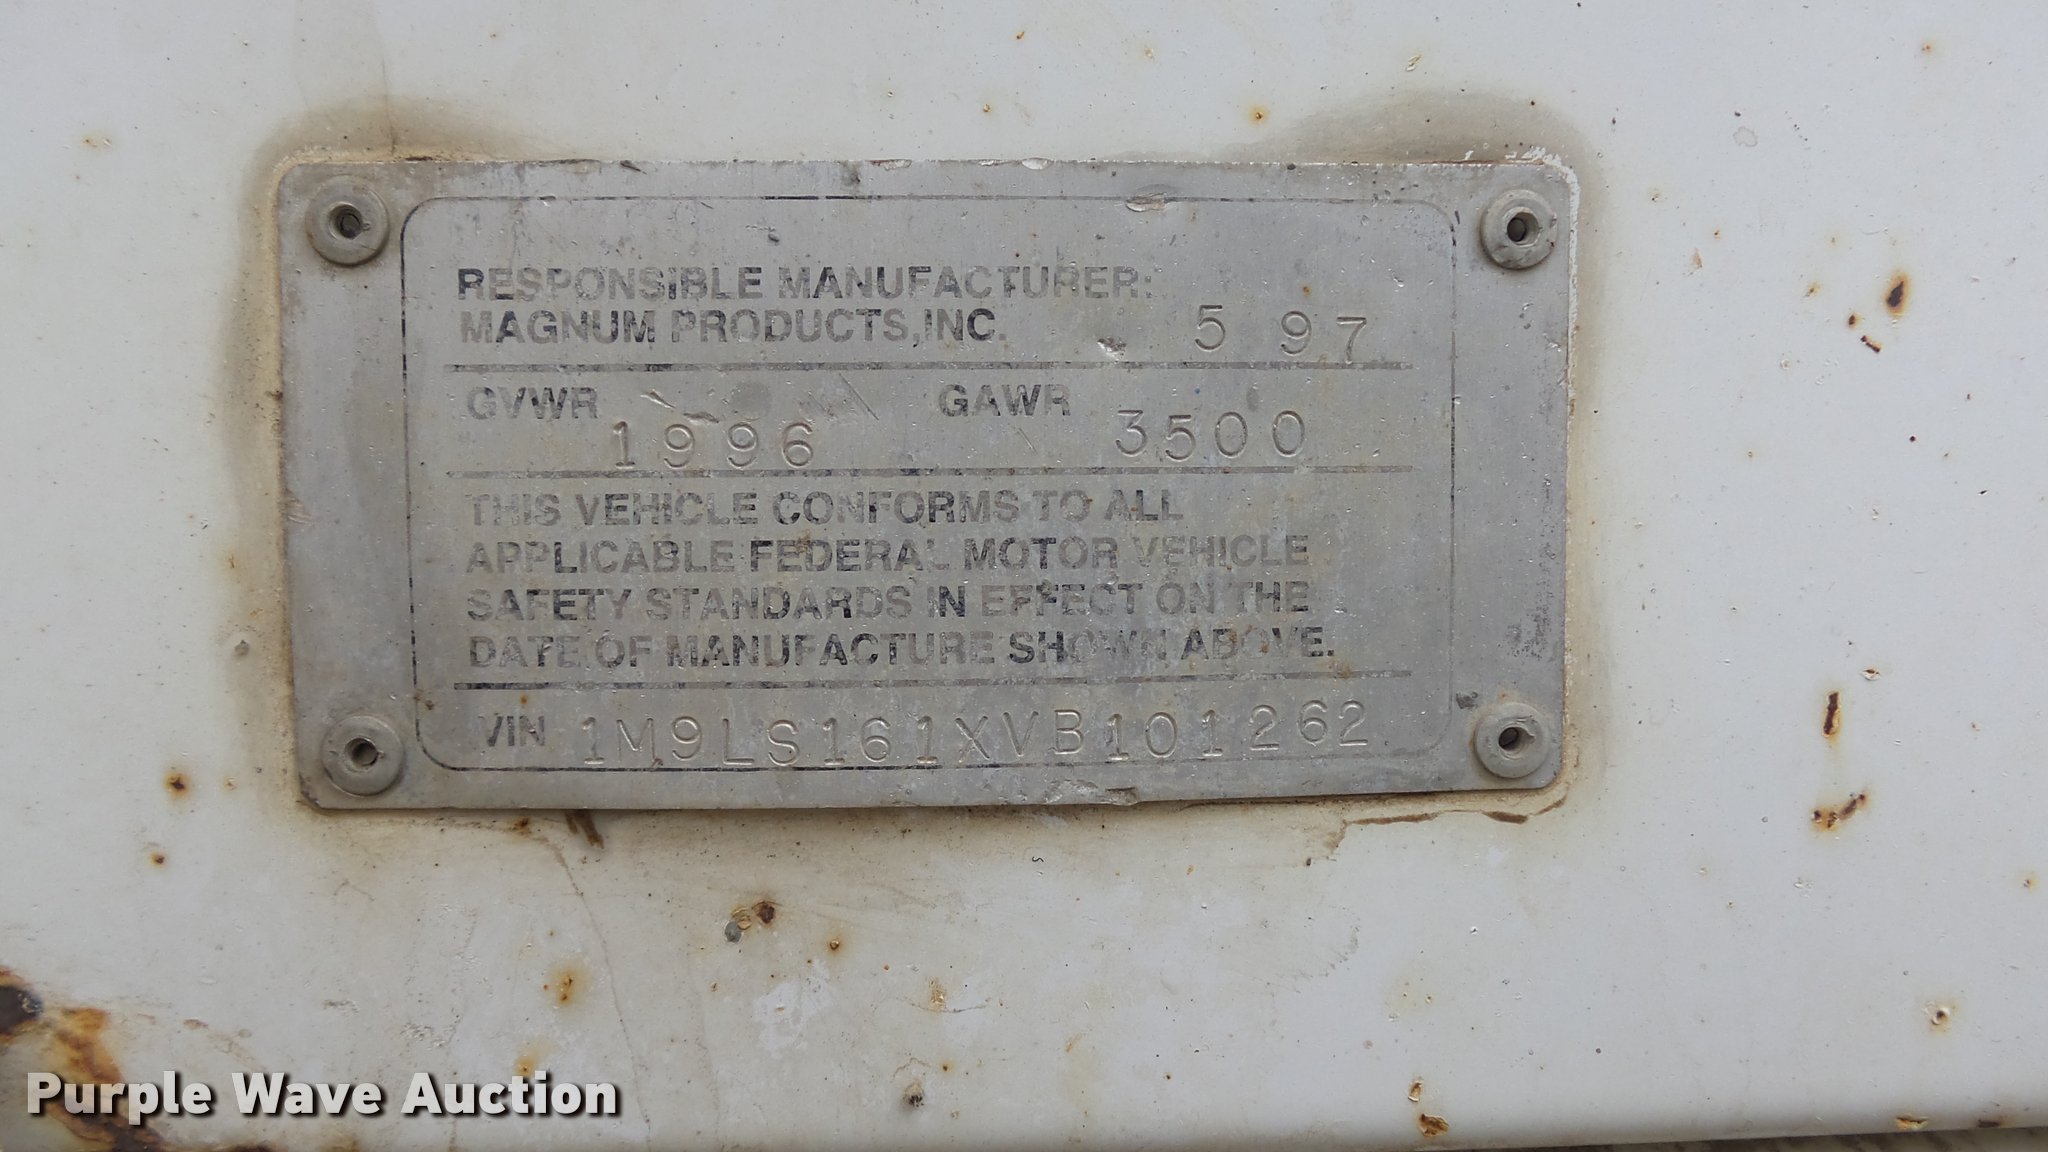 RESPONSIBLE MANUFACTURER:
MAGNUM PRODUCTS,INC. 5 97
GVWR 1996 GAWR 3500
THIS VEHICLE CONFORMS TO ALL
APPLICABLE FEDERAL MOTOR VEHICLE
SAFETY STANDARDS IN EFFECT ON THE
DATE OF MANUFACTURE SHOWN ABOVE.
VIN 1M9LS161XVB101262
Purple Wave Auction